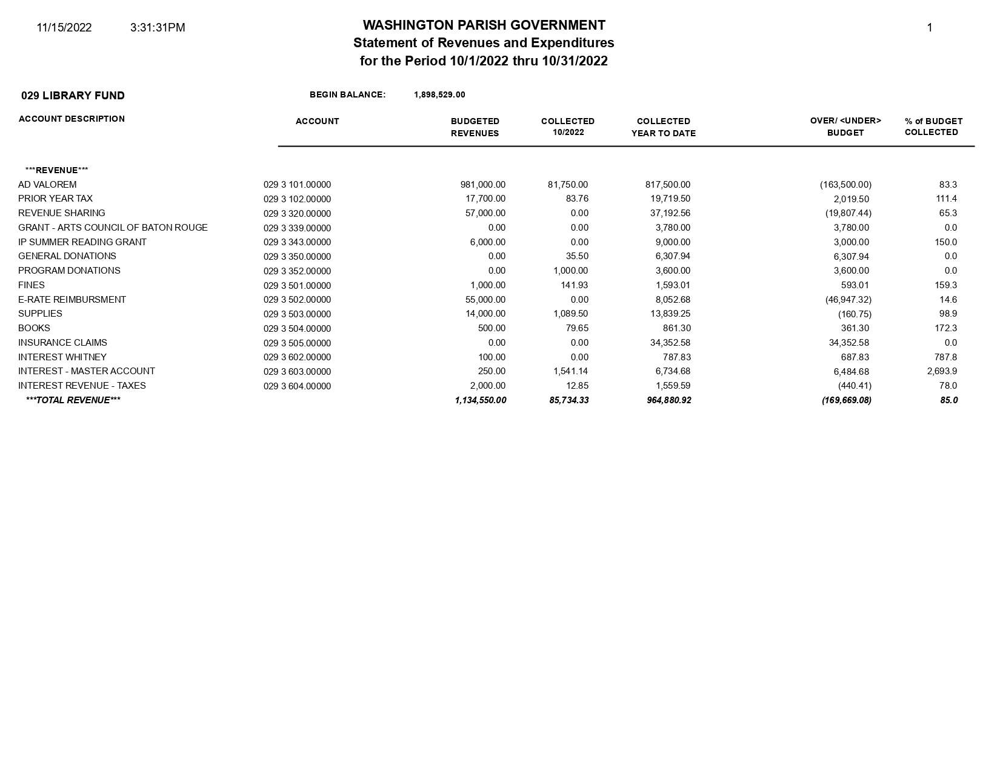 11/15/2022 3:31:31PM WASHINGTON PARISH GOVERNMENT 1
Statement of Revenues and Expenditures
for the Period 10/1/2022 thru 10/31/2022
029 LIBRARY FUND BEGIN BALANCE: 1,898,529.00
ACCOUNT DESCRIPTION ACCOUNT BUDGETED COLLECTED COLLECTED OVER/ <UNDER> % of BUDGET
REVENUES 10/2022 YEAR TO DATE BUDGET COLLECTED
***REVENUE***
AD VALOREM 029 3 101.00000 981,000.00 81,750.00 817,500.00 (163,500.00) 83.3
PRIOR YEAR TAX 029 3 102.00000 17,700.00 83.76 19,719.50 2,019.50 111.4
REVENUE SHARING 029 3 320.00000 57,000.00 0.00 37,192.56 (19,807.44) 65.3
GRANT - ARTS COUNCIL OF BATON ROUGE 029 3 339.00000 0.00 0.00 3,780.00 3,780.00 0.0
IP SUMMER READING GRANT 029 3 343.00000 6,000.00 0.00 9,000.00 3,000.00 150.0
GENERAL DONATIONS 029 3 350.00000 0.00 35.50 6,307.94 6,307.94 0.0
PROGRAM DONATIONS 029 3 352.00000 0.00 1,000.00 3,600.00 3,600.00 0.0
FINES 029 3 501.00000 1,000.00 141.93 1,593.01 593.01 159.3
E-RATE REIMBURSMENT 029 3 502.00000 55,000.00 0.00 8,052.68 (46,947.32) 14.6
SUPPLIES 029 3 503.00000 14,000.00 1,089.50 13,839.25 (160.75) 98.9
BOOKS 029 3 504.00000 500.00 79.65 861.30 361.30 172.3
INSURANCE CLAIMS 029 3 505.00000 0.00 0.00 34,352.58 34,352.58 0.0
INTEREST WHITNEY 029 3 602.00000 100.00 0.00 787.83 687.83 787.8
INTEREST - MASTER ACCOUNT 029 3 603.00000 250.00 1,541.14 6,734.68 6,484.68 2,693.9
INTEREST REVENUE - TAXES 029 3 604.00000 2,000.00 12.85 1,559.59 (440.41) 78.0
***TOTAL REVENUE*** 1,134,550.00 85,734.33 964,880.92 (169,669.08) 85.0